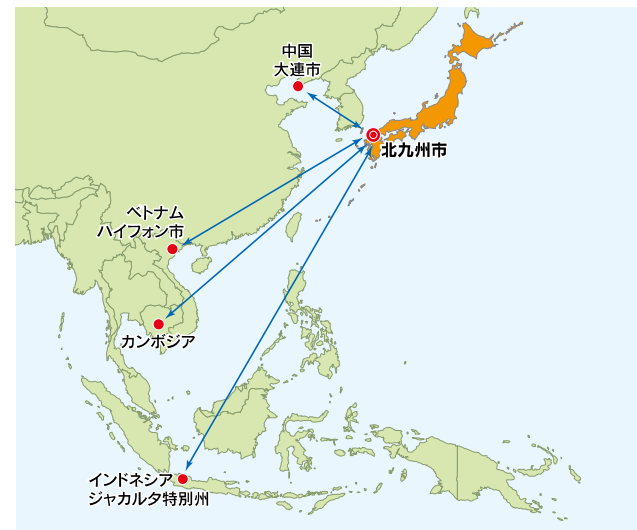 中国
大連市
北九州市
ベトナム
ハイフォン市
カンボジア
インドネシア
ジャカルタ特別州